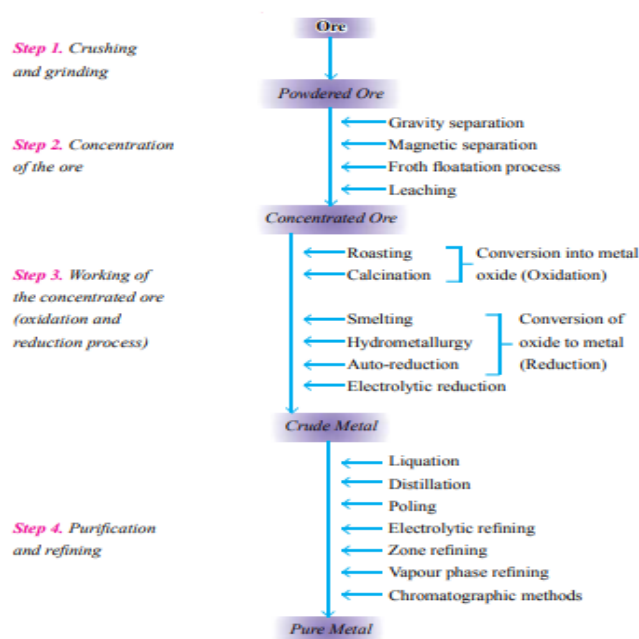 Ore
Step 1. Crushing
and grinding
Powdered Ore
Gravity separation
Step 2. Concentration
of the ore
Magnetic separation
Froth floatation process
Leaching
Concentrated Ore
Roasting
Calcination
Conversion into metal
oxide (Oxidation)
Step 3. Working of
the concentrated ore
(oxidation and
reduction process)
Smelting
Hydrometallurgy
Auto-reduction
Conversion of
oxide to metal
(Reduction)
Electrolytic reduction
Crude Metal
Liquation
Distillation
Poling
Step 4. Purification
and refining
Electrolytic refining
Zone refining
Vapour phase refining
Chromatographic methods
Pure Metal